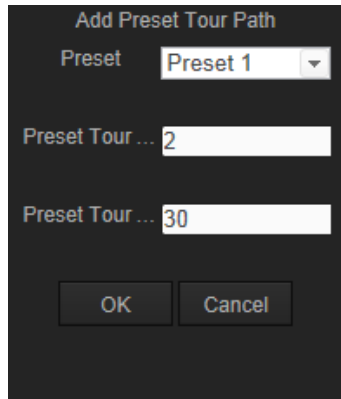 Add Preset Tour Path
Preset Preset 1
Preset Tour ... 2
Preset Tour ... 30
OK Cancel